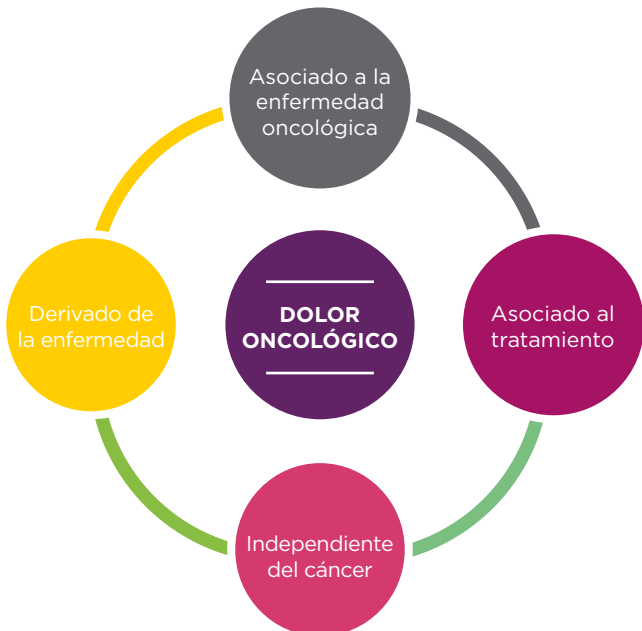 Asociado a la
enfermedad
oncológica
Derivado de
la enfermedad
DOLOR
ONCOLÓGICO
Asociado al
tratamiento
Independiente
del cáncer